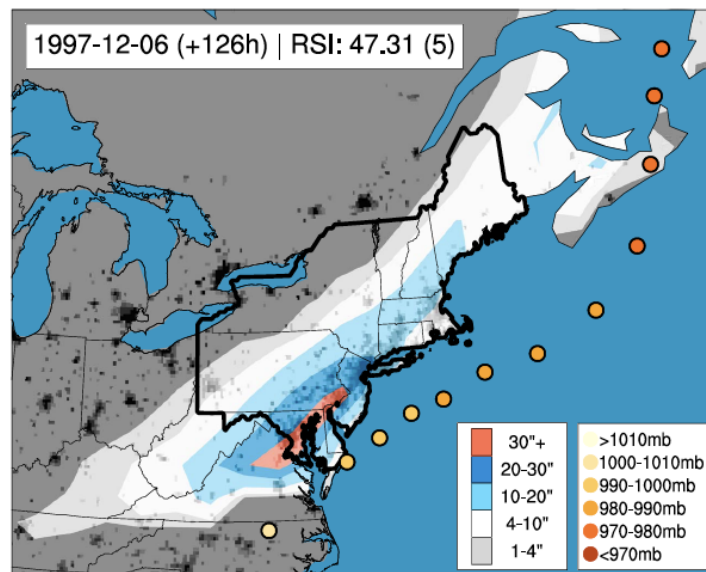 1997-12-06 (+126h) | RSI: 47.31 (5)
30"+
20-30"
10-20"
4-10"
1-4"
>1010mb
1000-1010mb
990-1000mb
980-990mb
970-980mb
<970mb